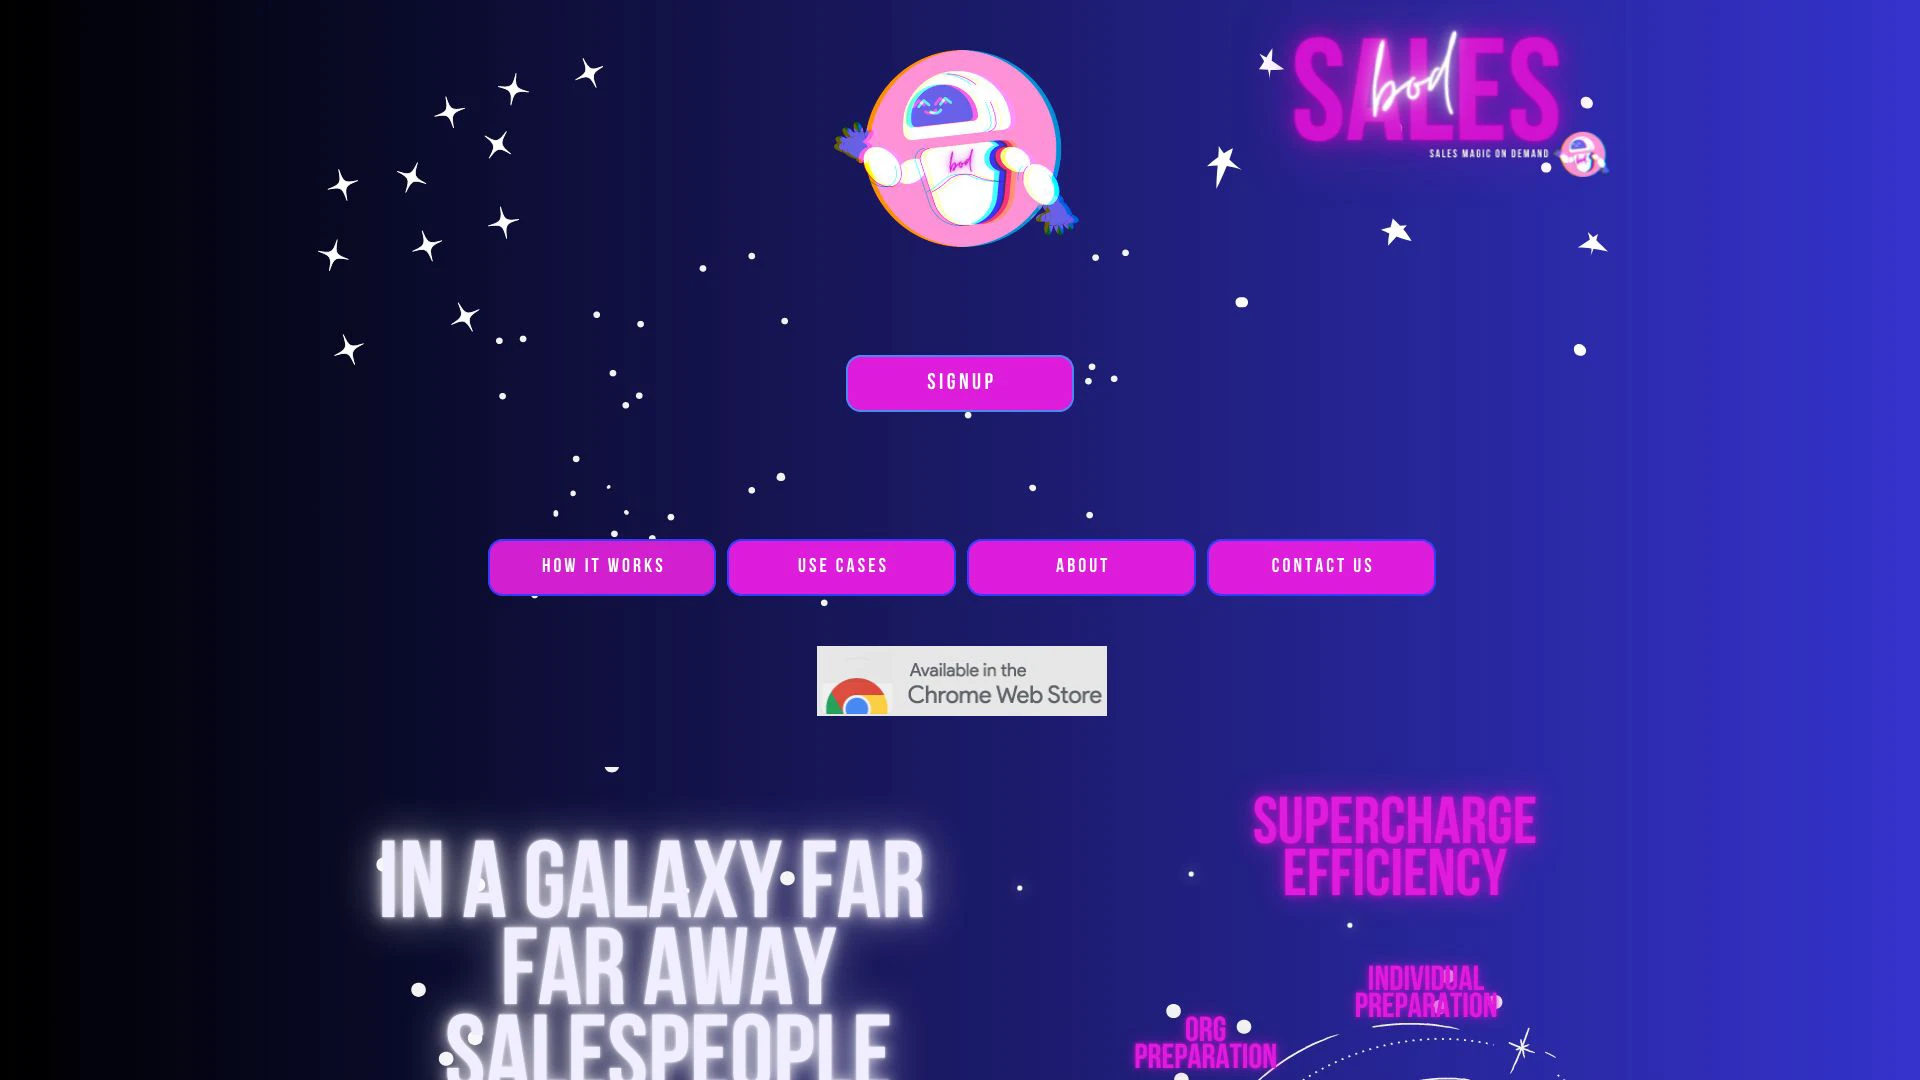 SALES
bod
SALES MAGIC ON DEMAND
bod
SIGNUP
HOW IT WORKS
USE CASES
ABOUT
CONTACT US
Available in the
Chrome Web Store
SUPERCHARGE
EFFICIENCY
IN A GALAXY FAR
FAR AWAY
SALESPEOPLE
INDIVIDUAL
PREPARATION
ORG
PREPARATION